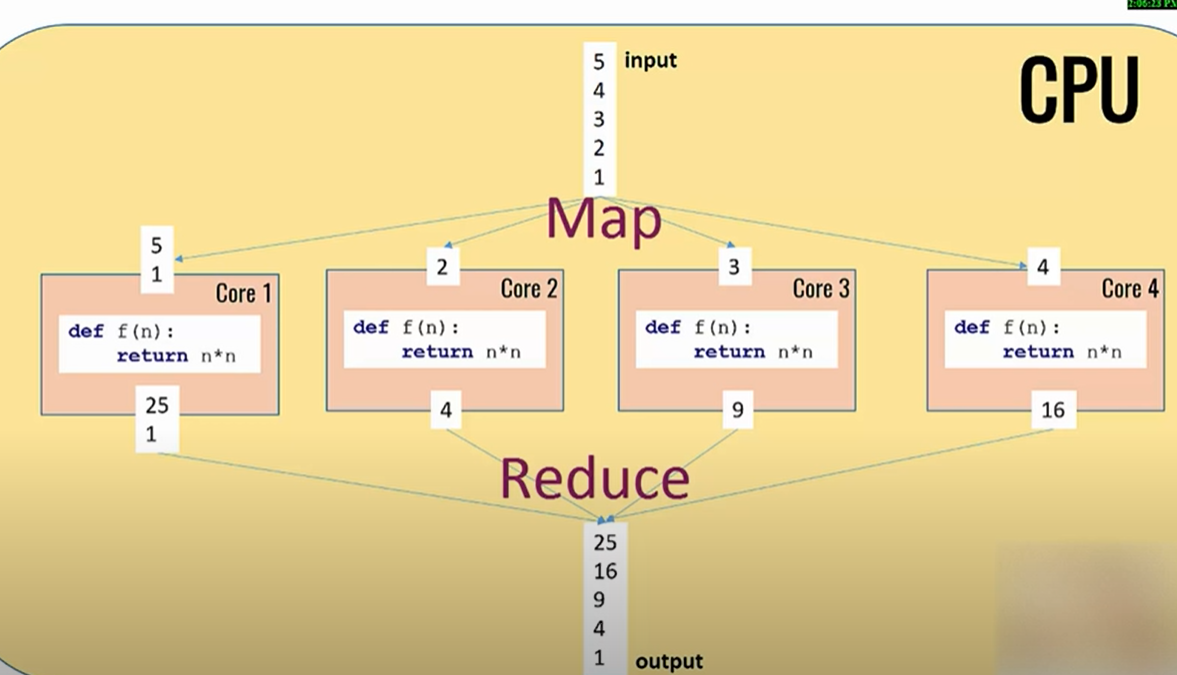 2:06:23 PM
5 input
4
3
2
1
CPU
Map
5
1
2
3
4
Core 1
def f(n):
    return n*n
Core 2
def f(n):
    return n*n
Core 3
def f(n):
    return n*n
Core 4
def f(n):
    return n*n
25
1
4
9
16
Reduce
25
16
9
4
1 output